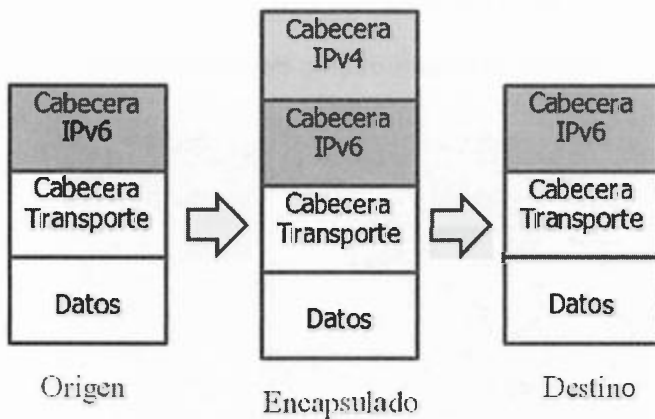 Cabecera
IPv6
Cabecera
Transporte
Datos
Origen
Cabecera
IPv4
Cabecera
IPv6
Cabecera
Transporte
Datos
Encapsulado
Cabecera
IPv6
Cabecera
Transporte
Datos
Destino